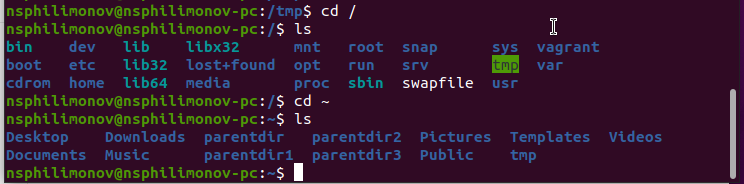 nsphilimonov@nsphilimonov-pc:/tmp$ cd /
nsphilimonov@nsphilimonov-pc:/$ ls
bin dev lib libx32 mnt root snap sys vagrant
boot etc lib32 lost+found opt run srv tmp var
cdrom home lib64 media proc sbin swapfile usr
nsphilimonov@nsphilimonov-pc:/$ cd ~
nsphilimonov@nsphilimonov-pc:~$ ls
Desktop Downloads parentdir parentdir2 Pictures Templates Videos
Documents Music parentdir1 parentdir3 Public tmp
nsphilimonov@nsphilimonov-pc:~$